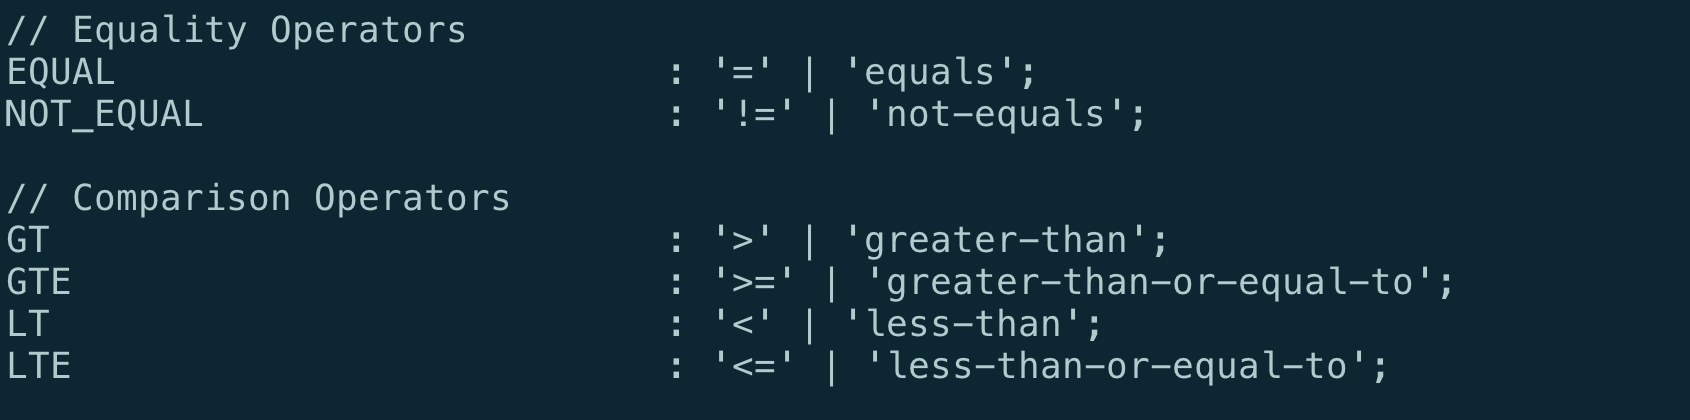 // Equality Operators
EQUAL                         : '=' | 'equals';
NOT_EQUAL                     : '!=' | 'not-equals';

// Comparison Operators
GT                            : '>' | 'greater-than';
GTE                           : '>=' | 'greater-than-or-equal-to';
LT                            : '<' | 'less-than';
LTE                           : '<=' | 'less-than-or-equal-to';